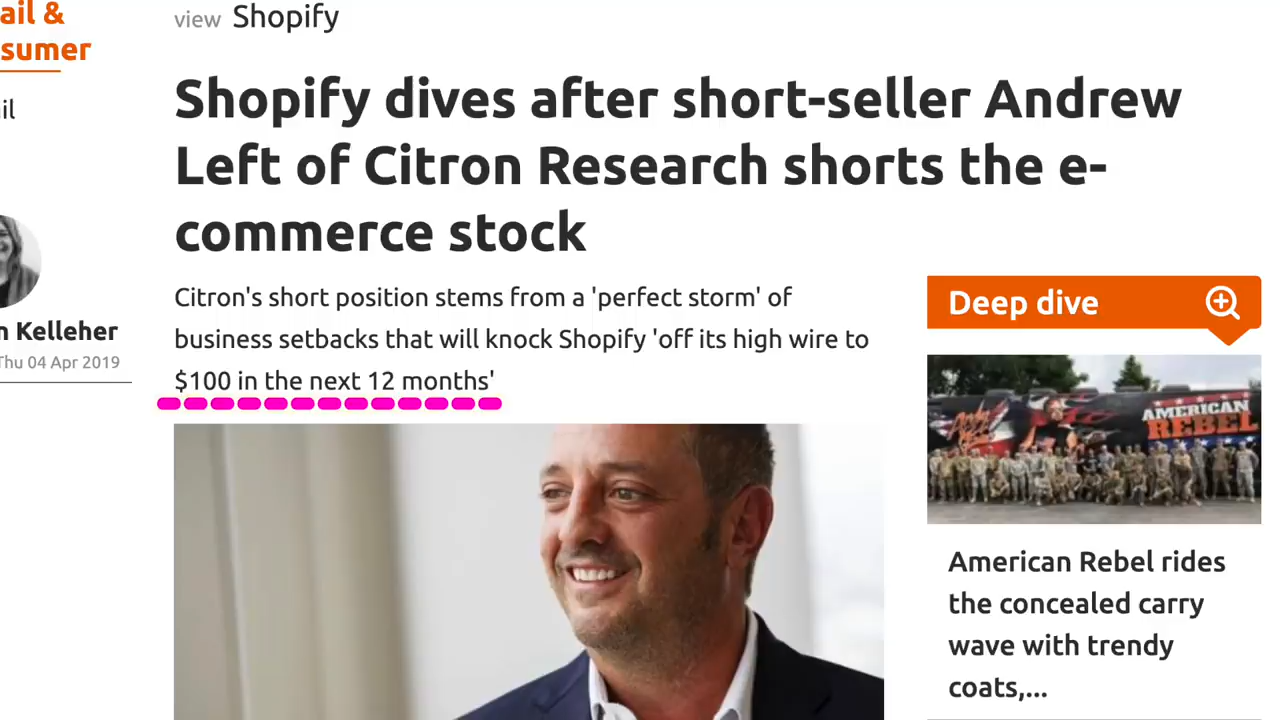 ail &
sumer
il
n Kelleher
Thu 04 Apr 2019
view Shopify
Shopify dives after short-seller Andrew
Left of Citron Research shorts the e-
commerce stock
Citron's short position stems from a 'perfect storm' of
business setbacks that will knock Shopify 'off its high wire to
$100 in the next 12 months'
Deep dive
AMERICAN
REBEL
American Rebel rides
the concealed carry
wave with trendy
coats,...